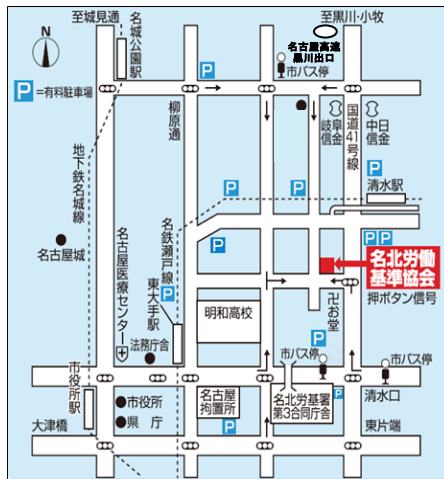 至城見通
至黒川・小牧
名城公園駅
名古屋高速
黒川出口
N
市バス停
P
P
=有料駐車場
柳原通
岐阜信金
国道41号線
中日信金
地下鉄名城線
P
清水駅
P
P
名鉄瀬戸線
名古屋城
名古屋医療センター
P
P P
名北労働
基準協会
東大手駅
P
明和高校
卍お堂
押ボタン信号
法務庁舎
P
市バス停
市バス停
市役所駅
清水口
市役所
県庁
名古屋
拘置所
P
名北労基署
第3合同庁舎
P
大津橋
東片端